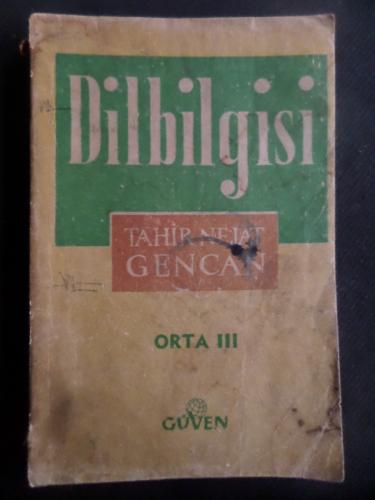 Dilbilgisi
TAHİR NEJAT
GENCAN
ORTA III
GÜVEN